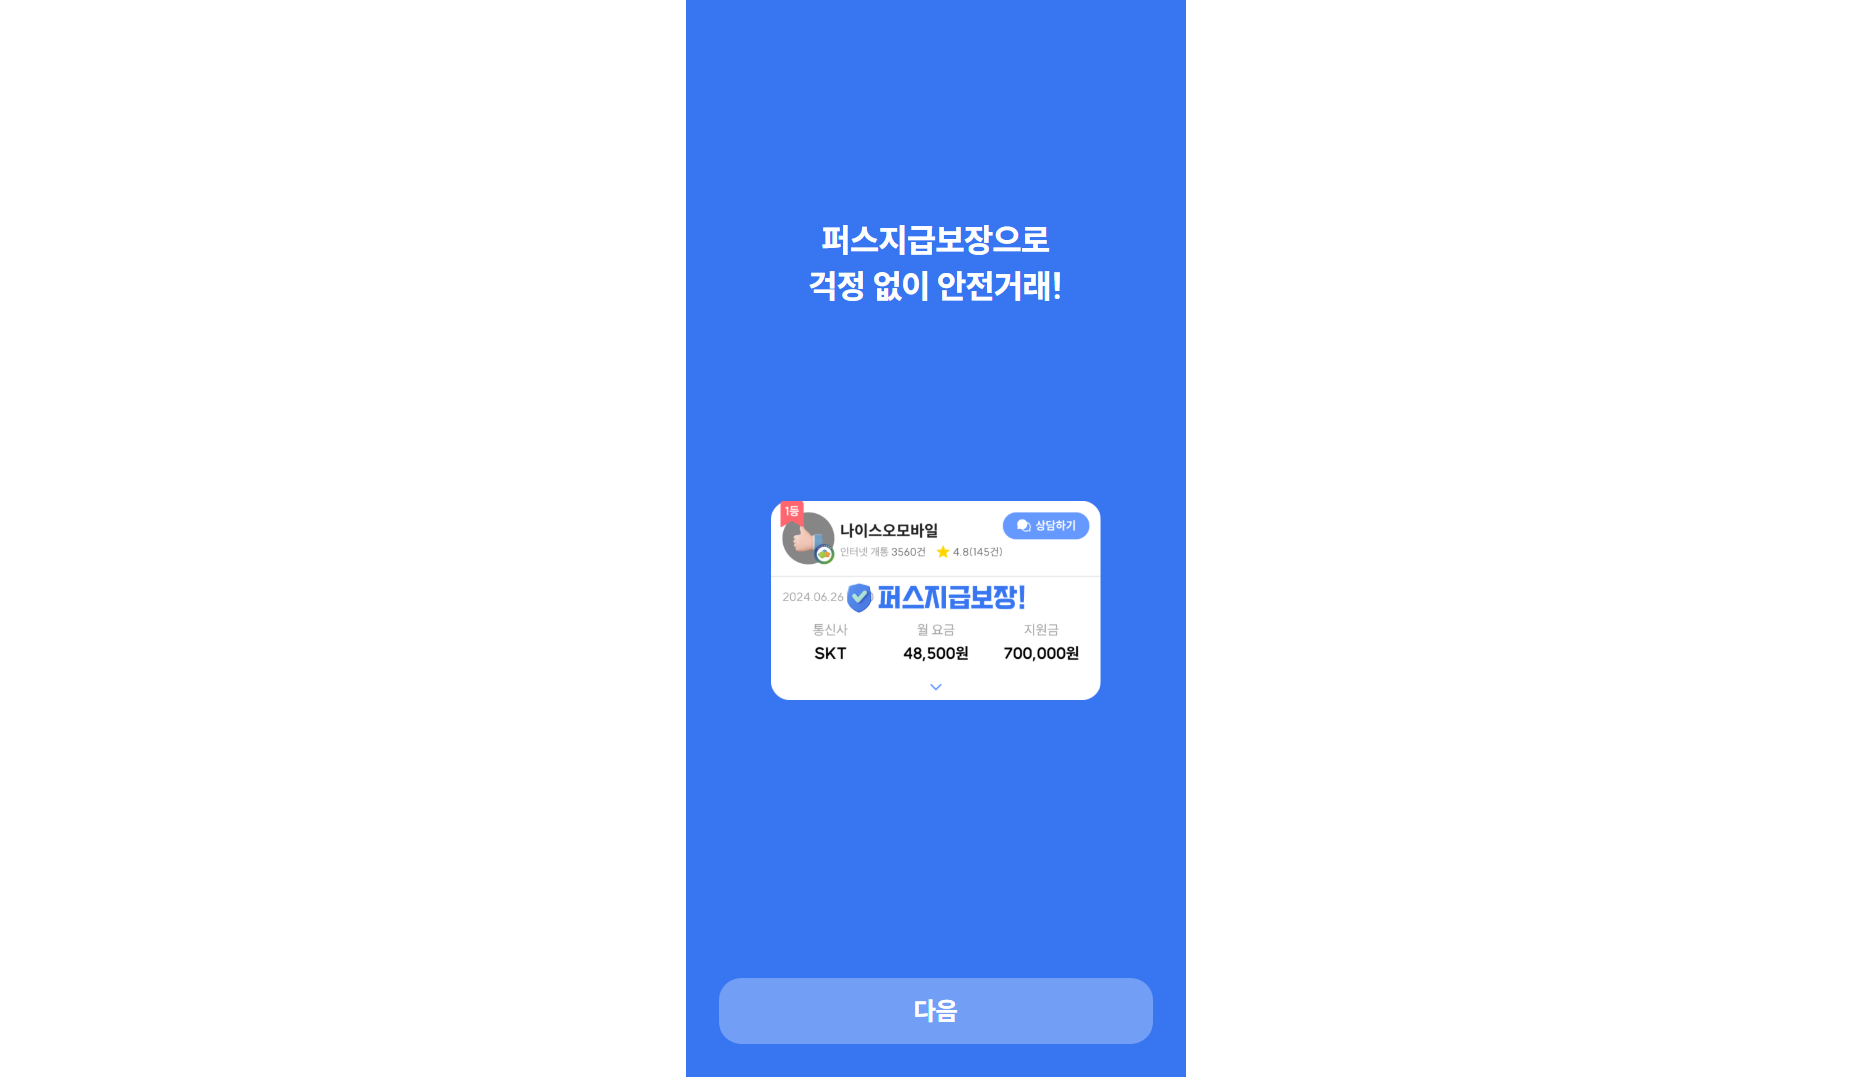 퍼스지급보장으로
걱정 없이 안전거래!
1등
나이스오모바일
상담하기
인터넷 개통 3560건 4.8(145건)
2024.06.26 퍼스지급보장!
통신사 월 요금 지원금
SKT 48,500원 700,000원
다음